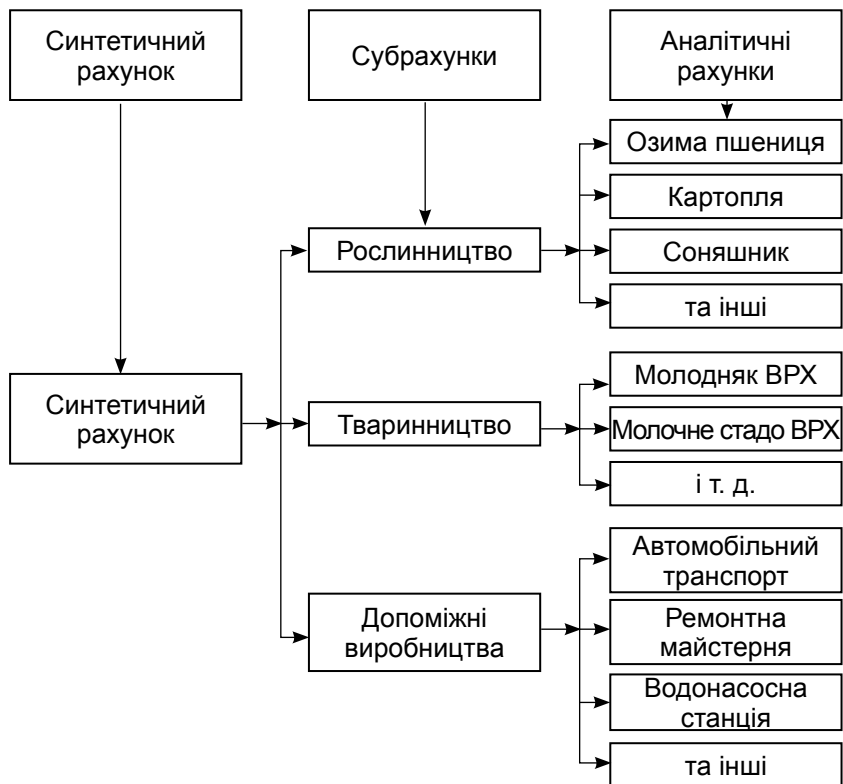 Синтетичний
рахунок
Субрахунки
Аналітичні
рахунки
Озима пшениця
Картопля
Рослинництво
Соняшник
та інші
Синтетичний
рахунок
Молодняк ВРХ
Тваринництво
Молочне стадо ВРХ
і т. д.
Автомобільний
транспорт
Допоміжні
виробництва
Ремонтна
майстерня
Водонасосна
станція
та інші